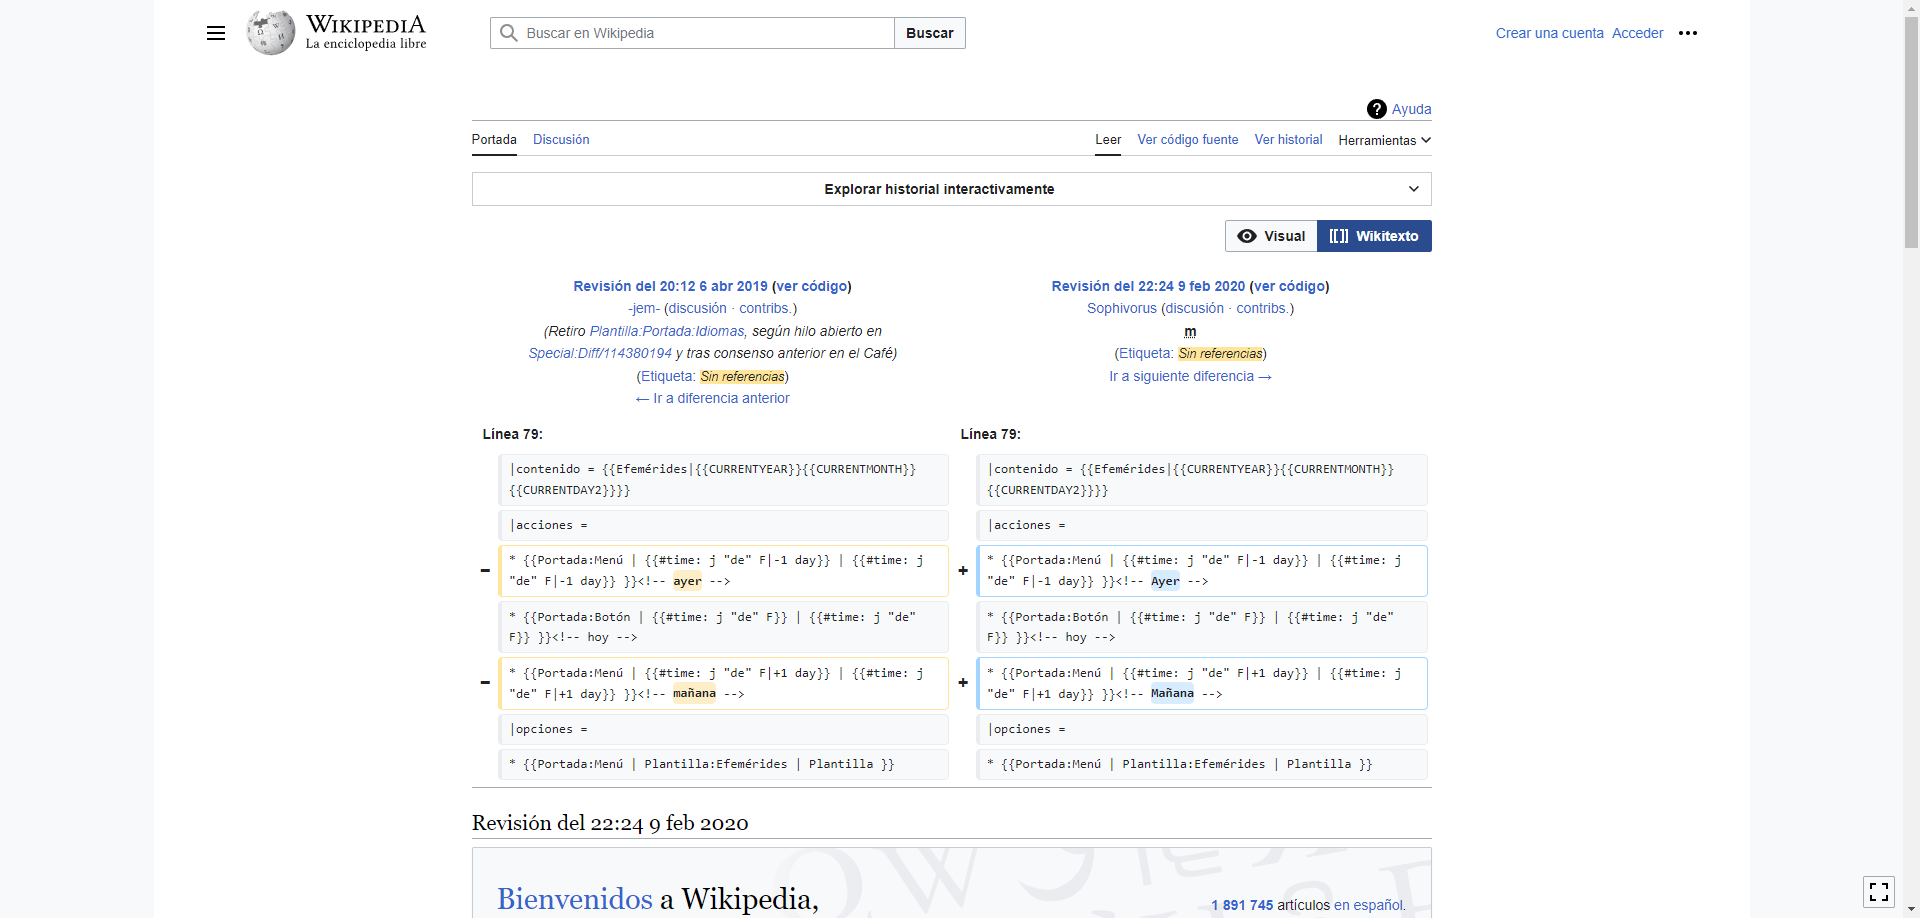 WIKIPEDIA
La enciclopedia libre
Buscar en Wikipedia
Buscar
Crear una cuenta Acceder
Ayuda
Portada Discusión
Leer Ver código fuente Ver historial Herramientas
Explorar historial interactivamente
Visual [[]] Wikitexto
Revisión del 20:12 6 abr 2019 (ver código)
-jem- (discusión · contribs.)
(Retiro Plantilla:Portada:Idiomas, según hilo abierto en
Special:Diff/114380194 y tras consenso anterior en el Café)
(Etiqueta: Sin referencias)
← Ir a diferencia anterior
Revisión del 22:24 9 feb 2020 (ver código)
Sophivorus (discusión · contribs.)
m
(Etiqueta: Sin referencias)
Ir a siguiente diferencia →
Línea 79:
Línea 79:
|contenido = {{Efemérides|{{CURRENTYEAR}}{{CURRENTMONTH}}
{{CURRENTDAY2}}}}
|contenido = {{Efemérides|{{CURRENTYEAR}}{{CURRENTMONTH}}
{{CURRENTDAY2}}}}
|acciones =
|acciones =
− * {{Portada:Menú | {{#time: j "de" F|-1 day}} | {{#time: j
"de" F|-1 day}} }}<!-- ayer -->
+ * {{Portada:Menú | {{#time: j "de" F|-1 day}} | {{#time: j
"de" F|-1 day}} }}<!-- Ayer -->
* {{Portada:Botón | {{#time: j "de" F}} | {{#time: j "de"
F}} }}<!-- hoy -->
* {{Portada:Botón | {{#time: j "de" F}} | {{#time: j "de"
F}} }}<!-- hoy -->
− * {{Portada:Menú | {{#time: j "de" F|+1 day}} | {{#time: j
"de" F|+1 day}} }}<!-- mañana -->
+ * {{Portada:Menú | {{#time: j "de" F|+1 day}} | {{#time: j
"de" F|+1 day}} }}<!-- Mañana -->
|opciones =
|opciones =
* {{Portada:Menú | Plantilla:Efemérides | Plantilla }}
* {{Portada:Menú | Plantilla:Efemérides | Plantilla }}
Revisión del 22:24 9 feb 2020
Bienvenidos a Wikipedia,
1 891 745 artículos en español.